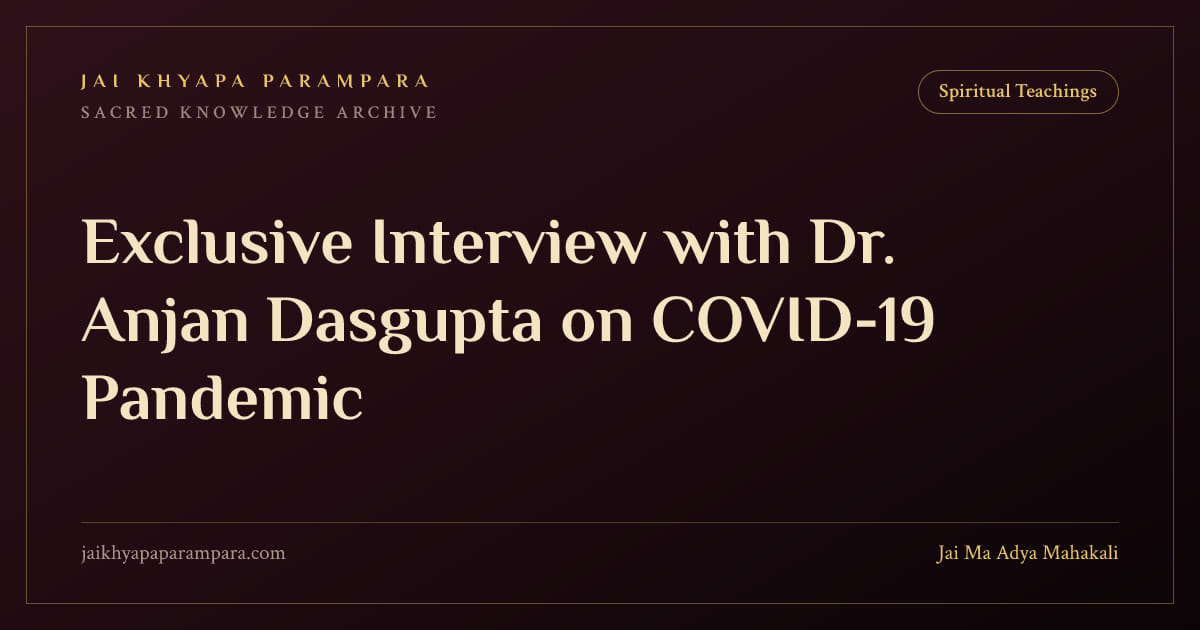 JAI KHYAPA PARAMPARA
SACRED KNOWLEDGE ARCHIVE
Spiritual Teachings
Exclusive Interview with Dr.
Anjan Dasgupta on COVID-19
Pandemic
jaikhyapaparampara.com
Jai Ma Adya Mahakali